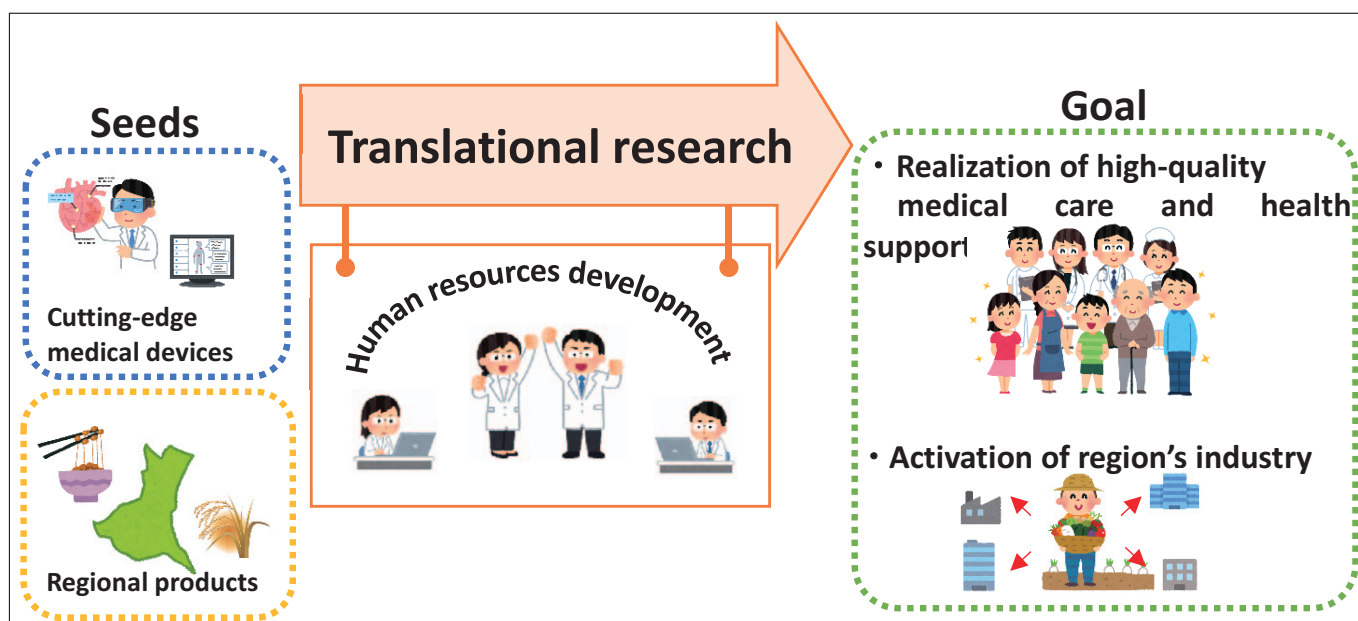 Seeds
Cutting-edge
medical devices
Regional products
Translational research
Human resources development
Goal
・ Realization of high-quality
medical care and health
support
・ Activation of region's industry